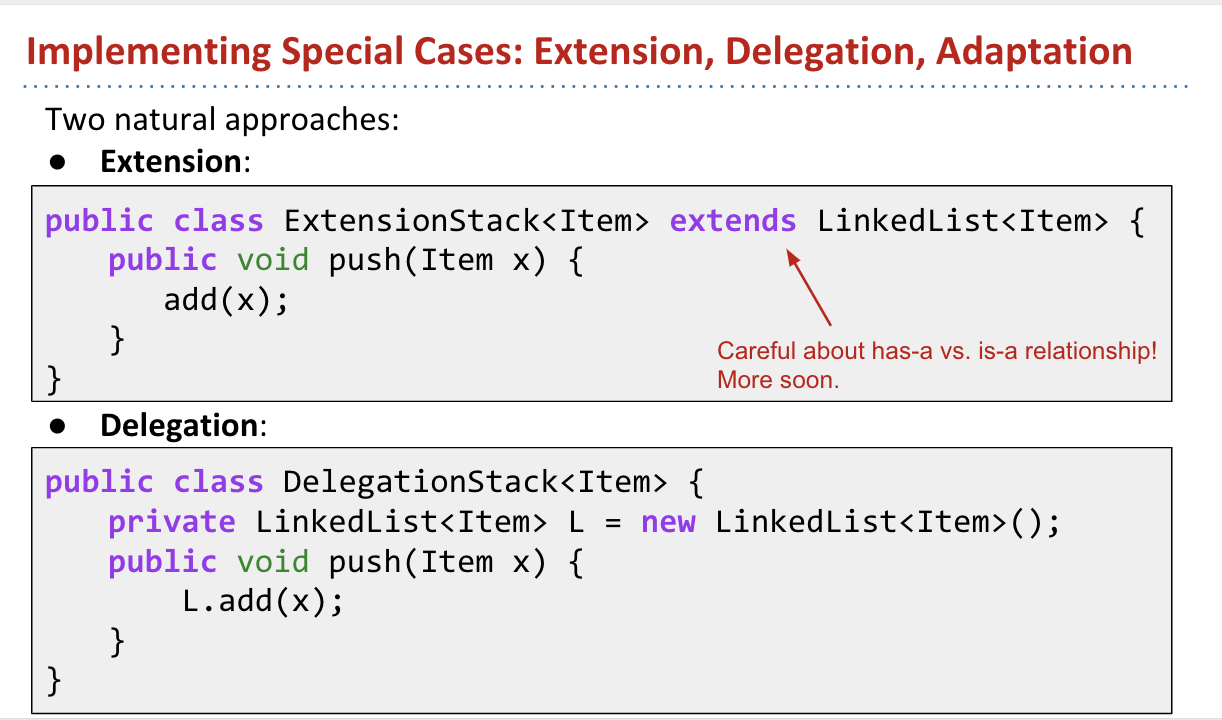 Implementing Special Cases: Extension, Delegation, Adaptation
Two natural approaches:
● Extension:
public class ExtensionStack<Item> extends LinkedList<Item> {
public void push(Item x) {
add(x);
}
Careful about has-a vs. is-a relationship!
More soon.
}
● Delegation:
public class DelegationStack<Item> {
private LinkedList<Item> L = new LinkedList<Item>();
public void push(Item x) {
L.add(x);
}
}